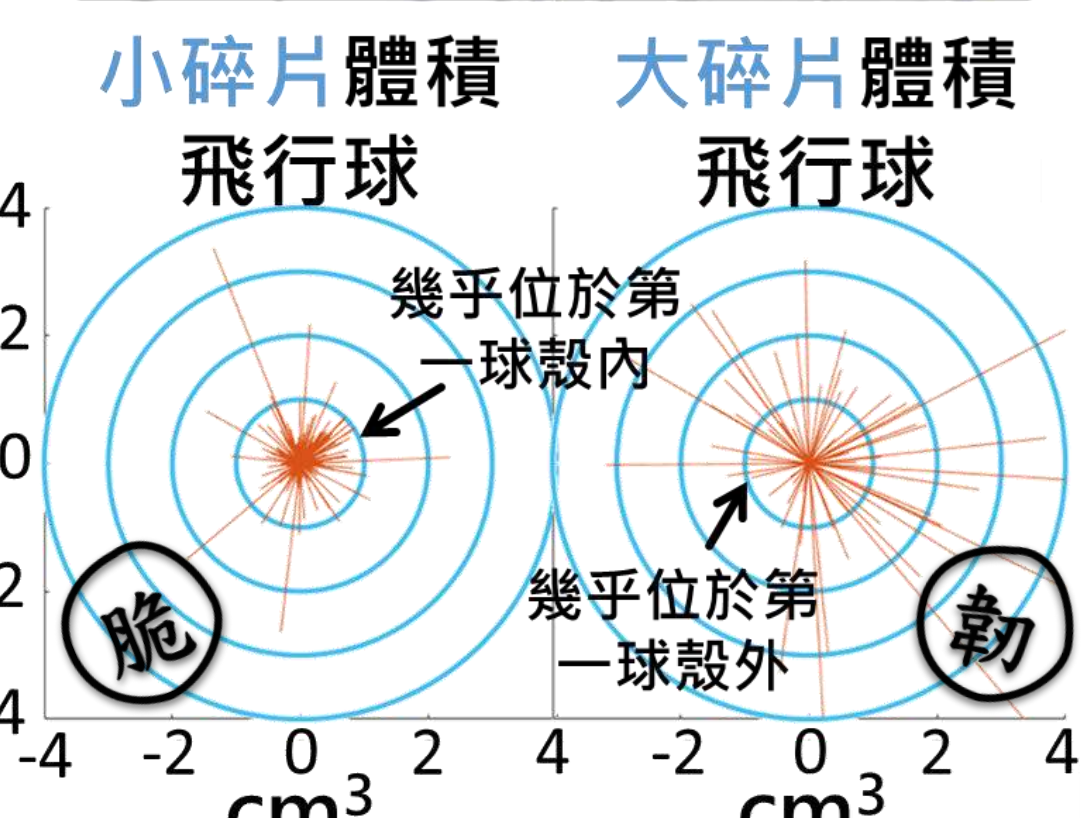 小碎片體積
飛行球
大碎片體積
飛行球
4
2
0
2
4
幾乎位於第
一球殼內
幾乎位於第
一球殼外
脆
韌
-4 -2 0 2 4 -2 0 2 4
cm³ cm³